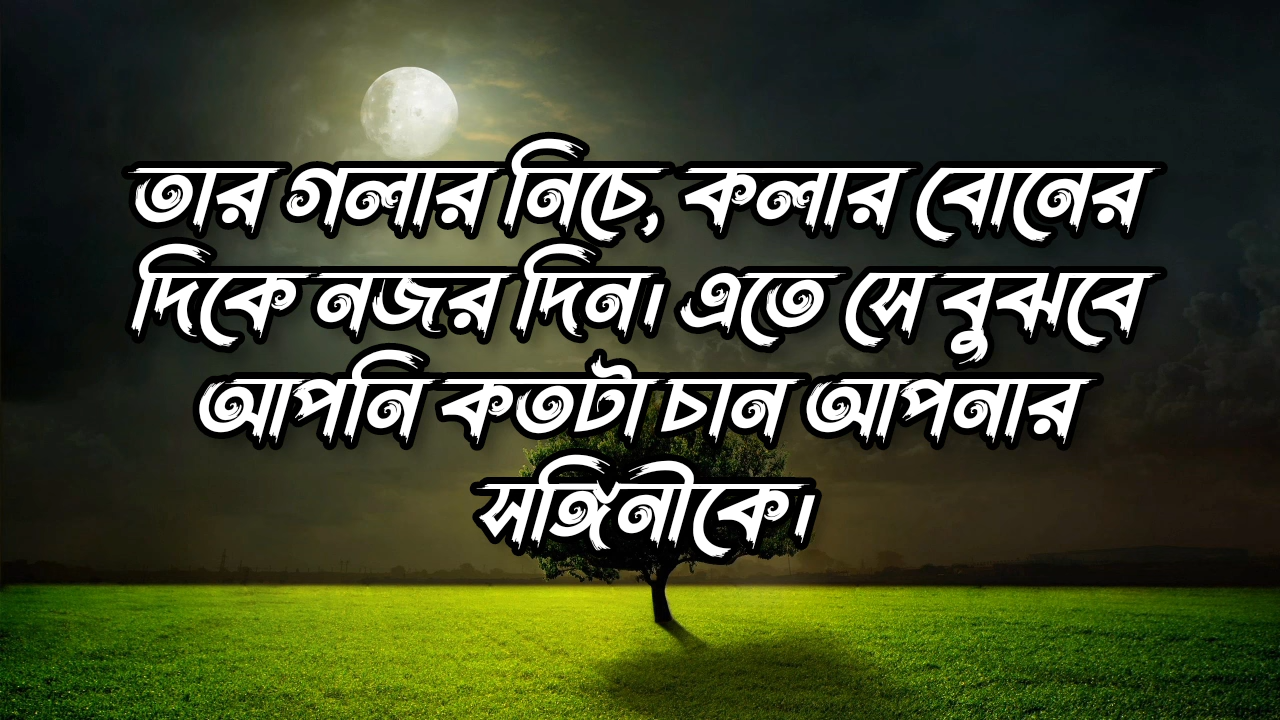 তার গলার নিচে, কলার বোনের
দিকে নজর দিন। এতে সে বুঝবে
আপনি কতটা চান আপনার
সঙ্গিনীকে।